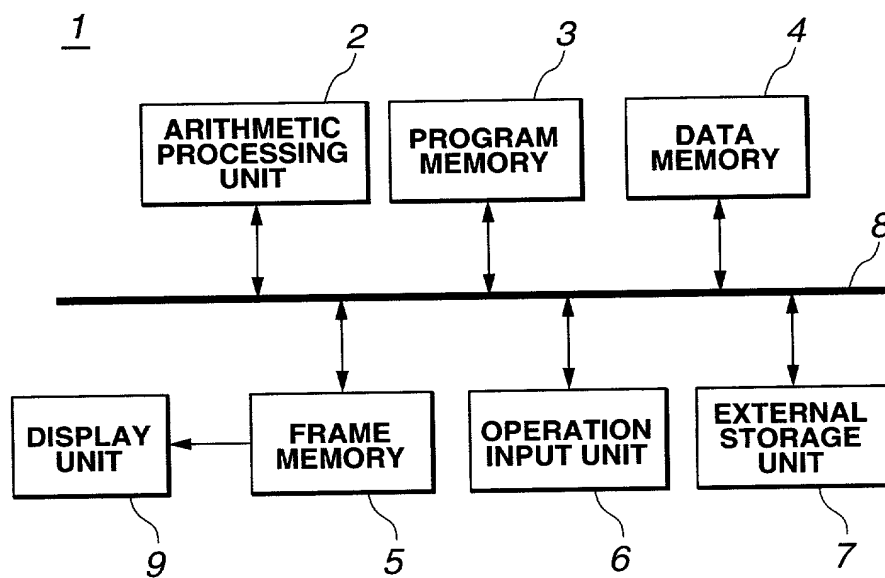 1
2
3
4
ARITHMETIC
PROCESSING
UNIT
PROGRAM
MEMORY
DATA
MEMORY
8
DISPLAY
UNIT
FRAME
MEMORY
OPERATION
INPUT UNIT
EXTERNAL
STORAGE
UNIT
9
5
6
7